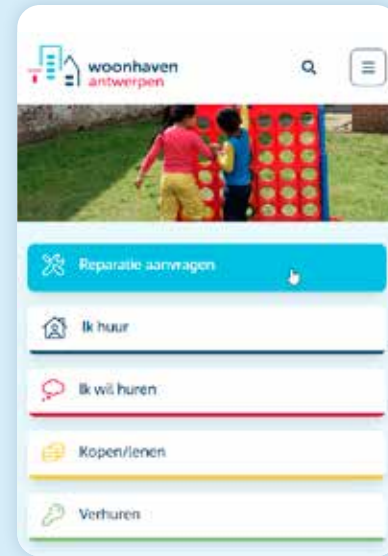 woonhaven
antwerpen
Reparatie aanvragen
Ik huur
Ik wil huren
Kopen/lenen
Verhuren